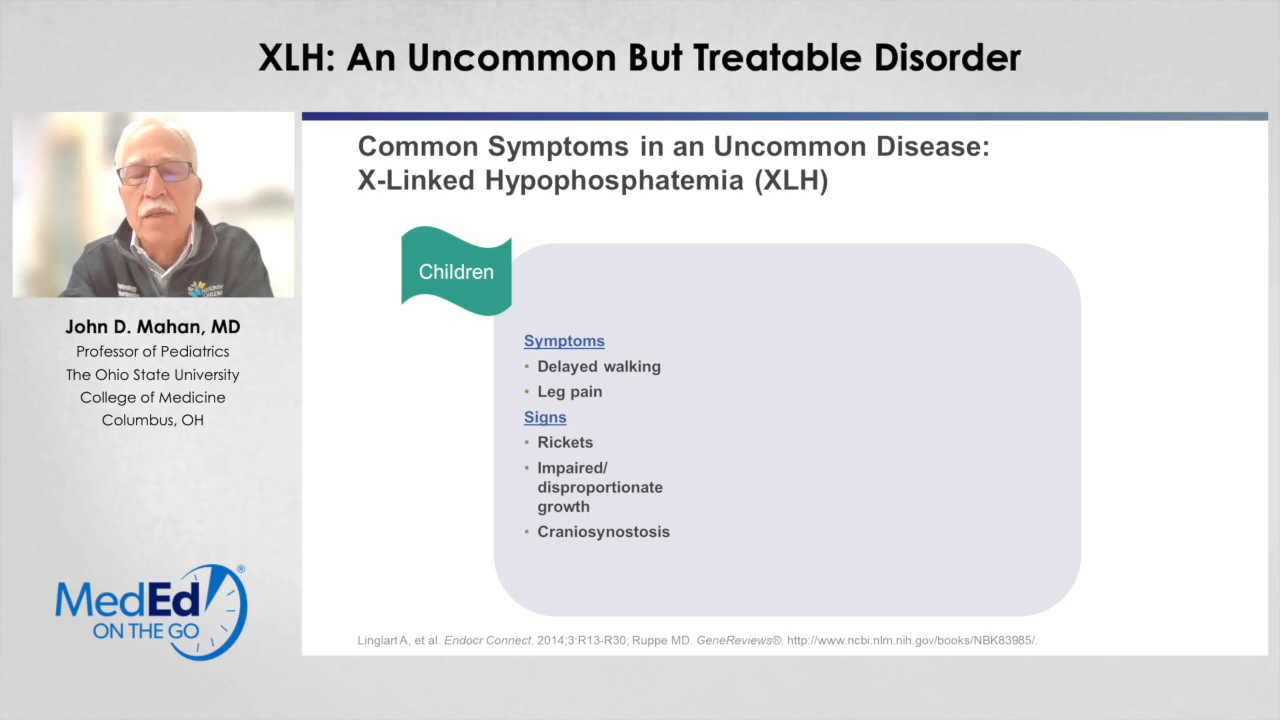 XLH: An Uncommon But Treatable Disorder
John D. Mahan, MD
Professor of Pediatrics
The Ohio State University
College of Medicine
Columbus, OH
MedEd®
ON THE GO
Common Symptoms in an Uncommon Disease:
X-Linked Hypophosphatemia (XLH)
Children
Symptoms
• Delayed walking
• Leg pain
Signs
• Rickets
• Impaired/
disproportionate
growth
• Craniosynostosis
Linglart A, et al. Endocr Connect. 2014;3:R13-R30; Ruppe MD. GeneReviews®. http://www.ncbi.nlm.nih.gov/books/NBK83985/.